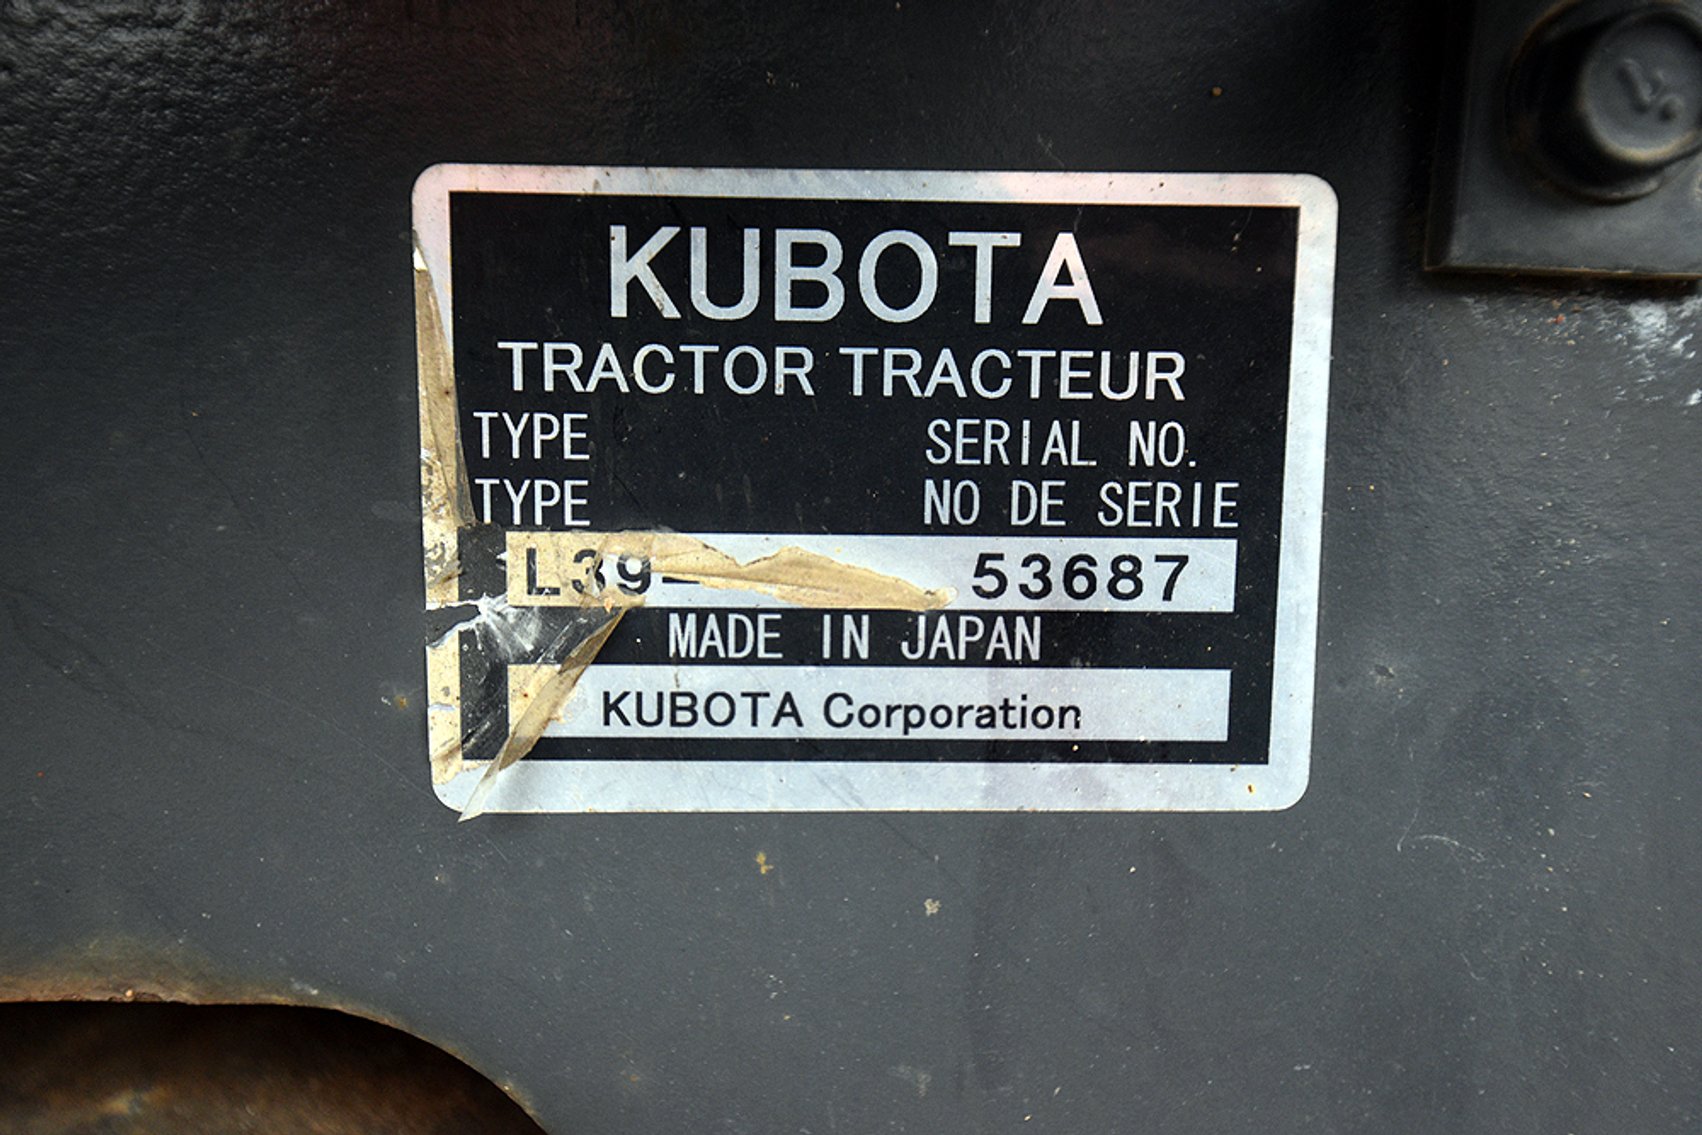 KUBOTA
TRACTOR TRACTEUR
TYPE SERIAL NO.
TYPE NO DE SERIE
L39- 53687
MADE IN JAPAN
KUBOTA Corporation